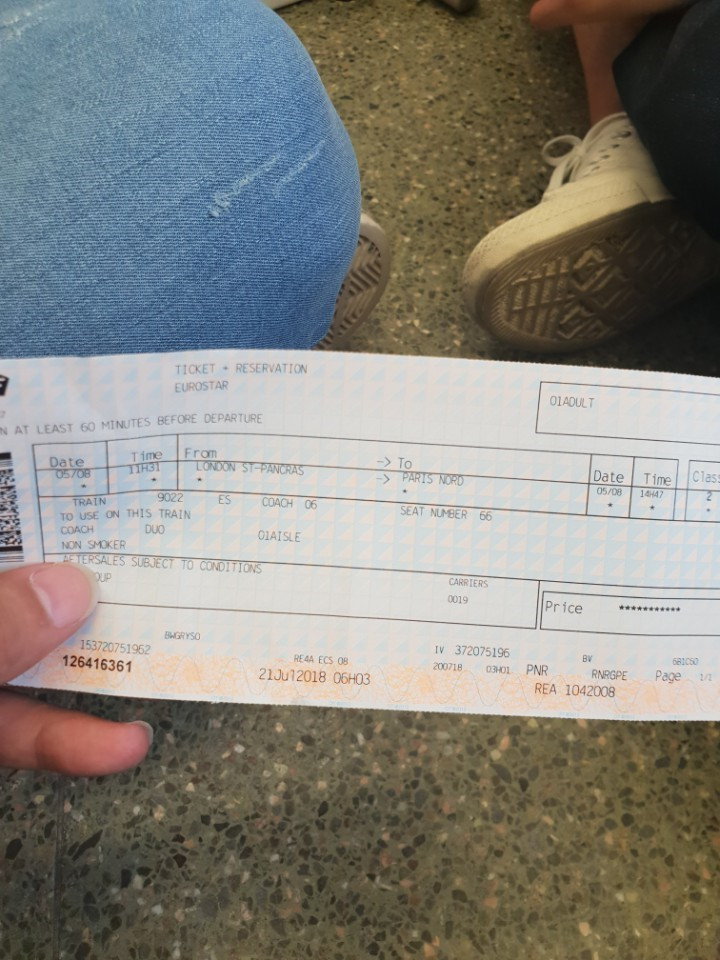 TICKET + RESERVATION
EUROSTAR
AT LEAST 60 MINUTES BEFORE DEPARTURE
01ADULT
Date Time From -> To Date Time Class
05/08 11H31 LONDON ST-PANCRAS -> PARIS NORD 05/08 14H47 2
* * * * * * *
TRAIN 9022 ES COACH 06 SEAT NUMBER 66
TO USE ON THIS TRAIN
COACH DUO 01AISLE
NON SMOKER
AFTERSALES SUBJECT TO CONDITIONS
CARRIERS
0019
Price ***********
153720751962 BWGRYSO RE4A ECS 08 IV 372075196 BV
126416361 21Jul2018 06H03 200718 03H01 PNR RNRGPE Page 1/1
REA 1042008